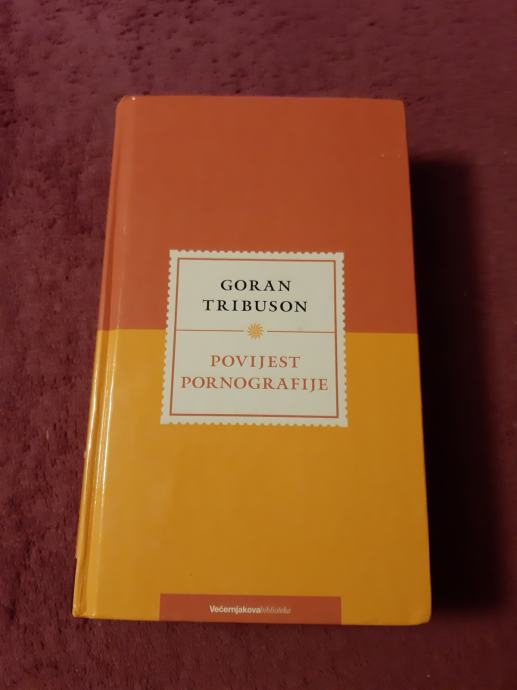 GORAN
TRIBUSON
POVIJEST
PORNOGRAFIJE
Večernjakovabiblioteka